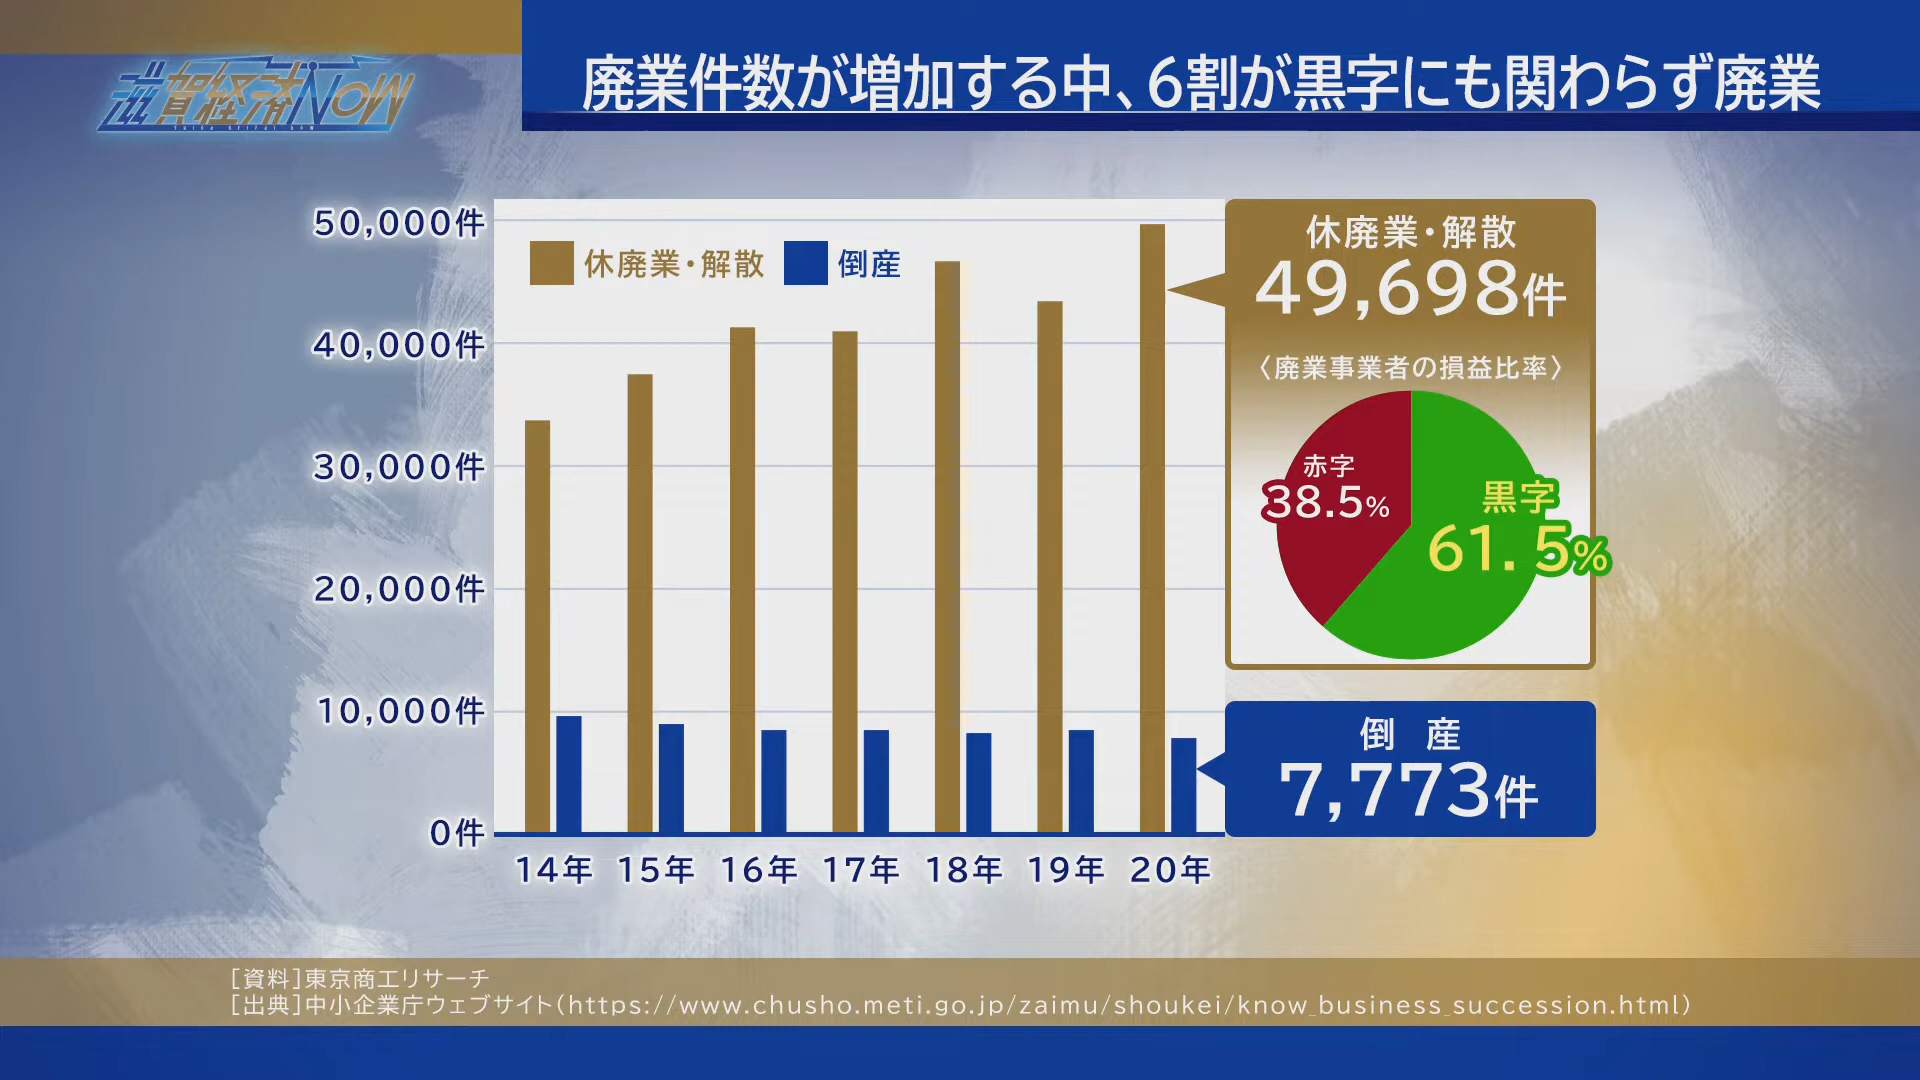 滋賀経済NOW
廃業件数が増加する中、6割が黒字にも関わらず廃業
50,000件
40,000件
30,000件
20,000件
10,000件
0件
休廃業・解散
倒産
14年
15年
16年
17年
18年
19年
20年
休廃業・解散
49,698件
〈廃業事業者の損益比率〉
赤字
38.5%
黒字
61.5%
倒 産
7,773件
[資料]東京商工リサーチ
[出典]中小企業庁ウェブサイト(https://www.chusho.meti.go.jp/zaimu/shoukei/know_business_succession.html)